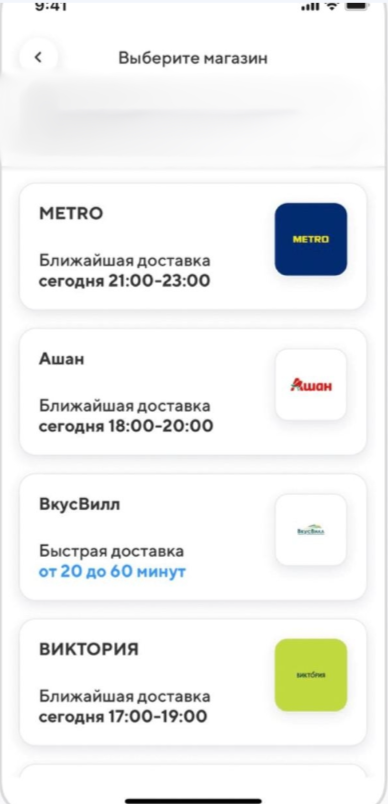 9:41
Выберите магазин
METRO
METRO
Ближайшая доставка
сегодня 21:00-23:00
Ашан
Ашан
Ближайшая доставка
сегодня 18:00-20:00
ВкусВилл
ВкусВилл
Быстрая доставка
от 20 до 60 минут
ВИКТОРИЯ
ВИКТОРИЯ
Ближайшая доставка
сегодня 17:00-19:00